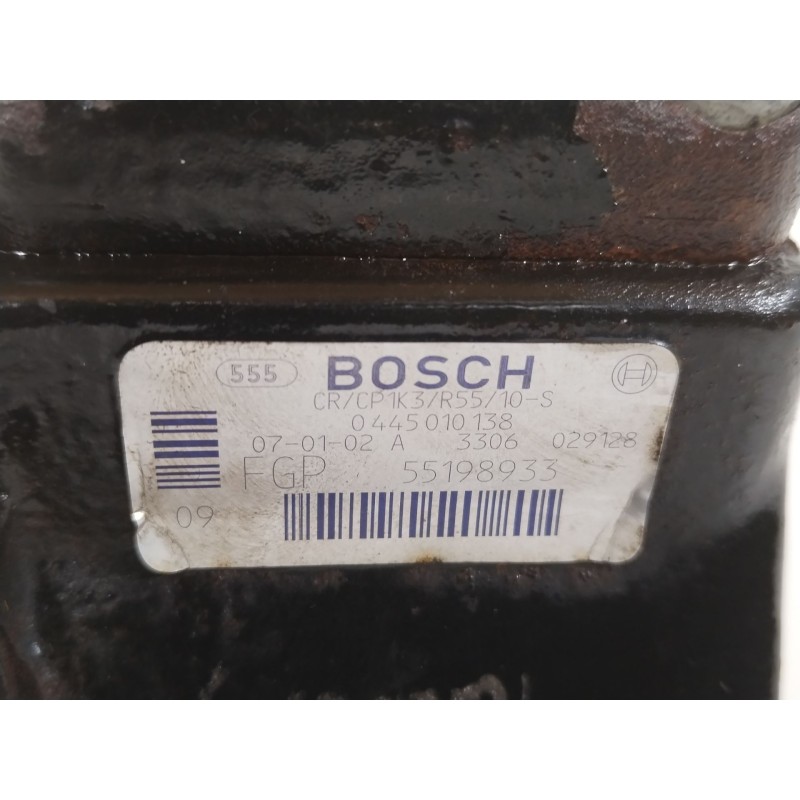 555 BOSCH
CR/CP1K3/R55/10-S
0 445 010 138
07-01-02 A 3306 029128
FGP 55198933
09